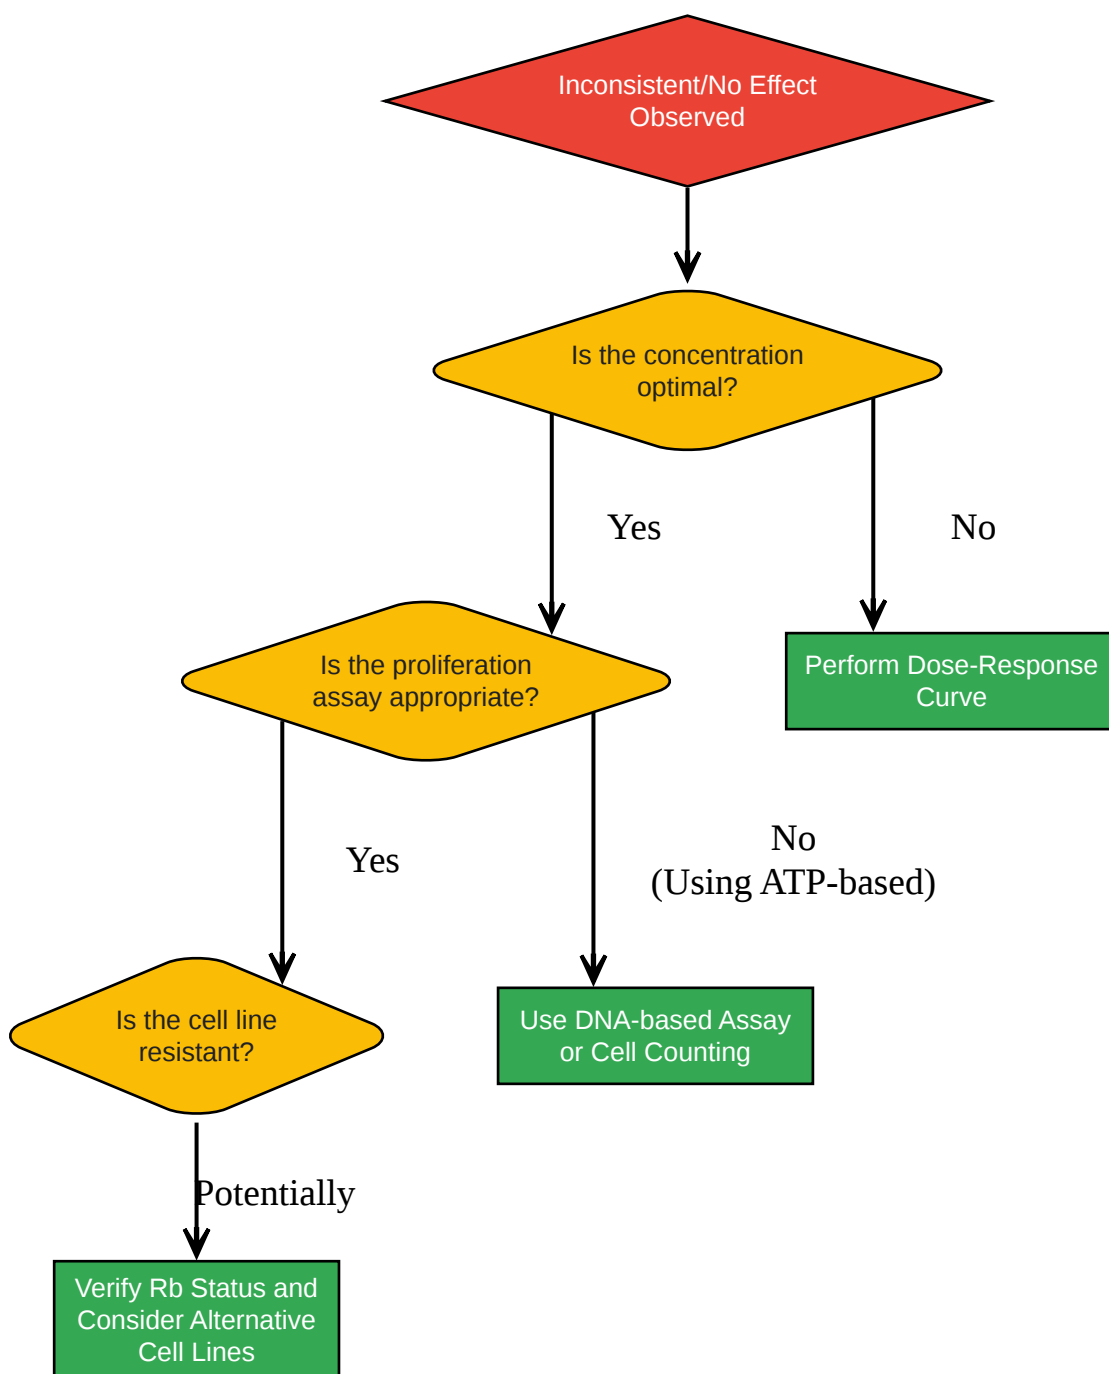 Inconsistent/No Effect
Observed
Is the concentration
optimal?
Yes
No
Is the proliferation
assay appropriate?
Perform Dose-Response
Curve
Yes
No
(Using ATP-based)
Is the cell line
resistant?
Use DNA-based Assay
or Cell Counting
Potentially
Verify Rb Status and
Consider Alternative
Cell Lines